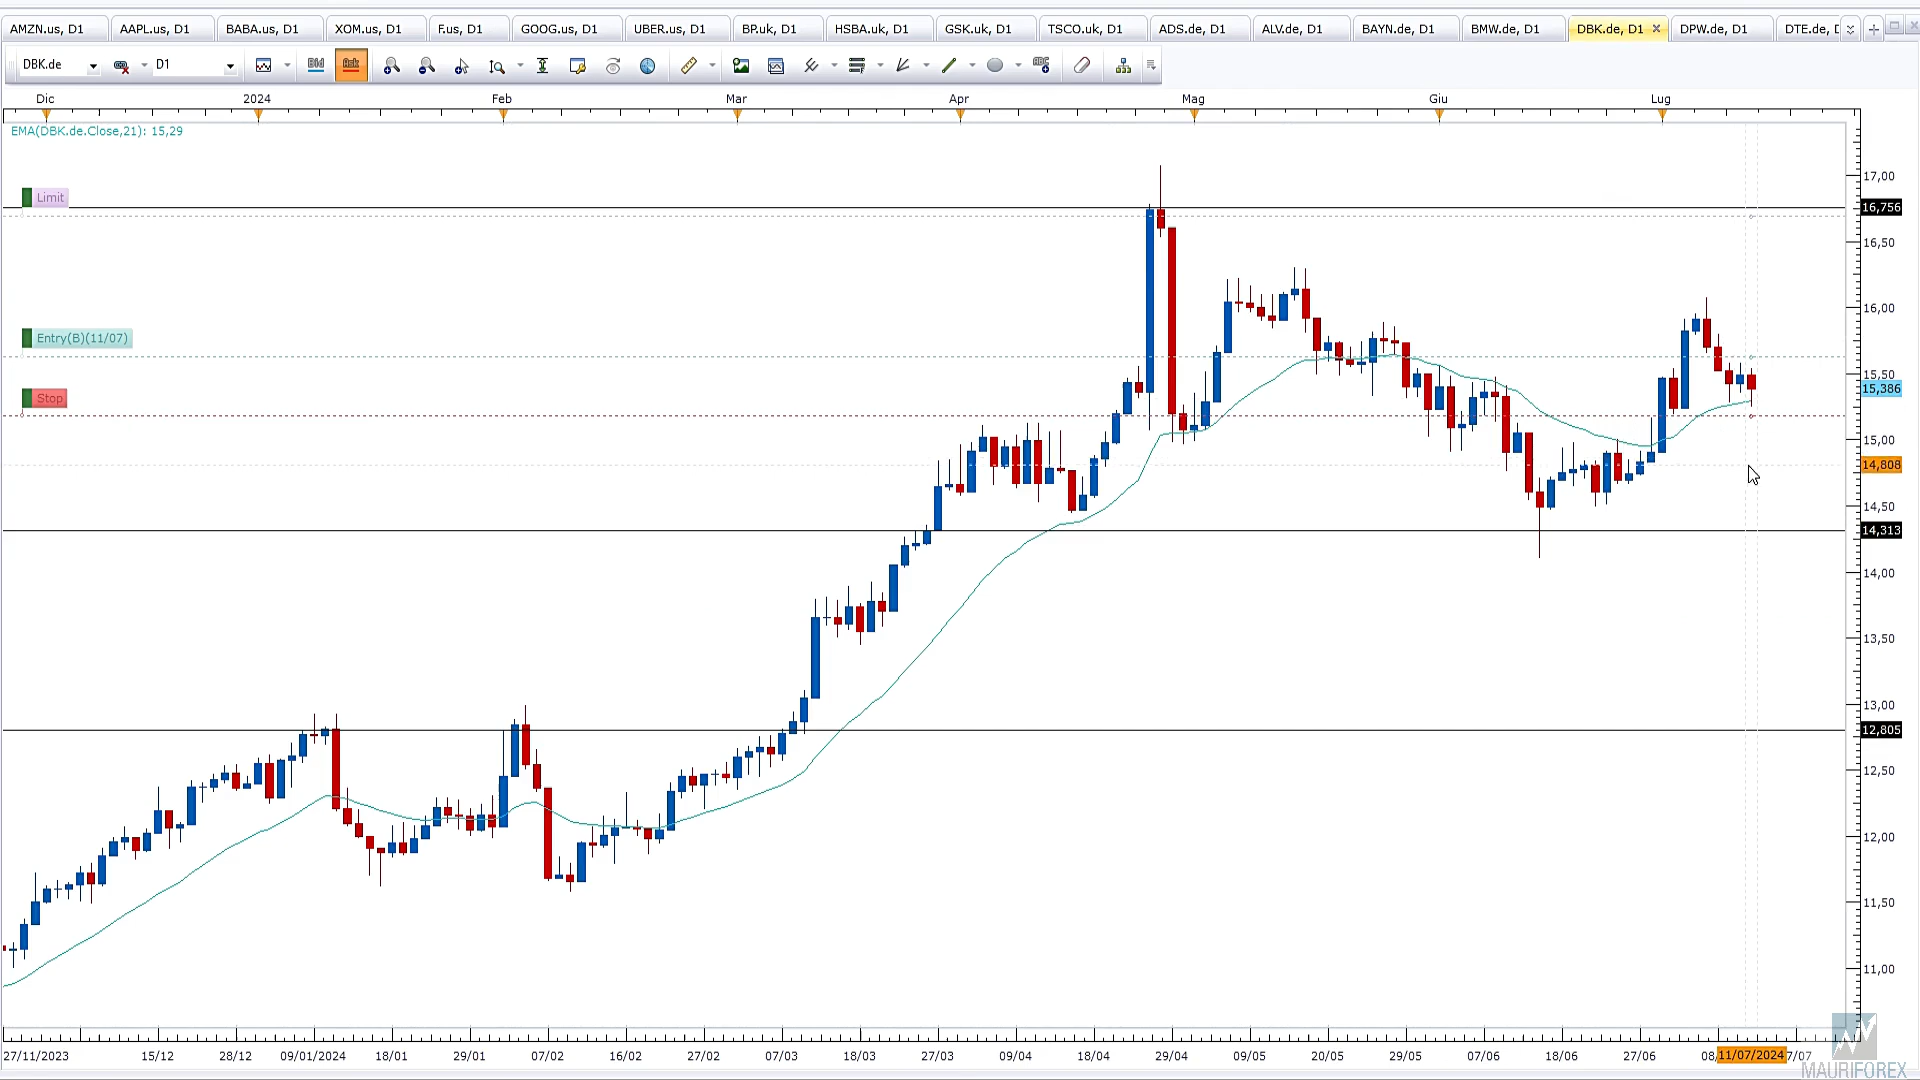 AMZN.us, D1 AAPL.us, D1 BABA.us, D1 XOM.us, D1 F.us, D1 GOOG.us, D1 UBER.us, D1 BP.uk, D1 HSBA.uk, D1 GSK.uk, D1 TSCO.uk, D1 ADS.de, D1 ALV.de, D1 BAYN.de, D1 BMW.de, D1 DBK.de, D1 DPW.de, D1 DTE.de, D
DBK.de D1 Bid Ask ABC
Dic 2024 Feb Mar Apr Mag Giu Lug
EMA(DBK.de.Close,21): 15,29
17,00
Limit
16,756
16,50
16,00
Entry(B)(11/07)
15,50
15,386
Stop
15,00
14,808
14,50
14,313
14,00
13,50
13,00
12,805
12,50
12,00
11,50
11,00
27/11/2023 15/12 28/12 09/01/2024 18/01 29/01 07/02 16/02 27/02 07/03 18/03 27/03 09/04 18/04 29/04 09/05 20/05 29/05 07/06 18/06 27/06 08/ 11/07/2024 7/07
MAURIFOREX